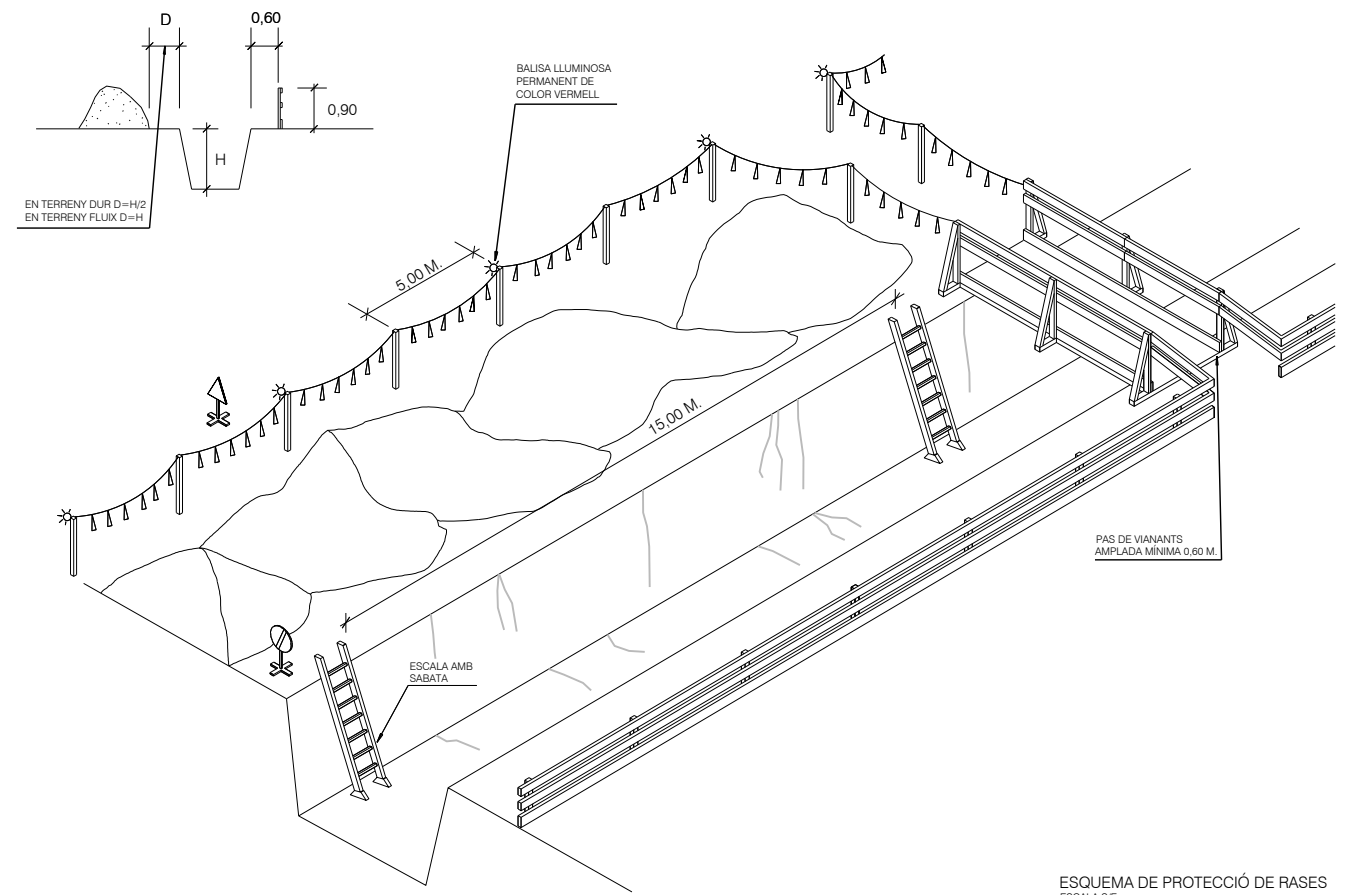 D
0,60
0,90
H
EN TERRENY DUR D=H/2
EN TERRENY FLUIX D=H
BALISA LLUMINOSA
PERMANENT DE
COLOR VERMELL
5,00 M.
15,00 M.
PAS DE VIANANTS
AMPLADA MÍNIMA 0,60 M.
ESCALA AMB
SABATA
ESQUEMA DE PROTECCIÓ DE RASES